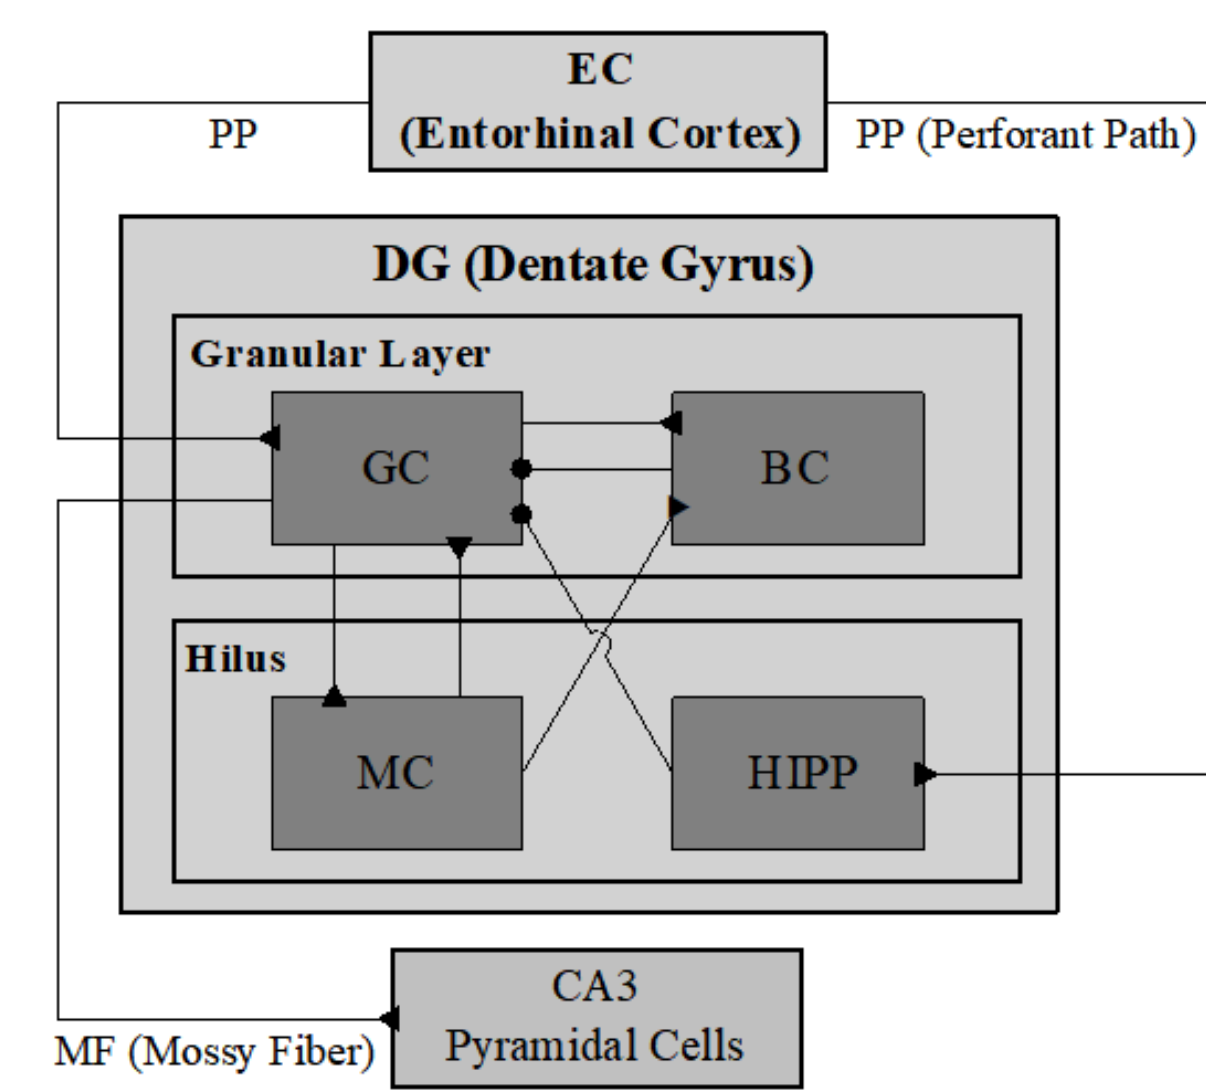 EC
(Entorhinal Cortex)
PP
PP (Perforant Path)
DG (Dentate Gyrus)
Granular Layer
GC
BC
Hilus
MC
HIPP
CA3
Pyramidal Cells
MF (Mossy Fiber)